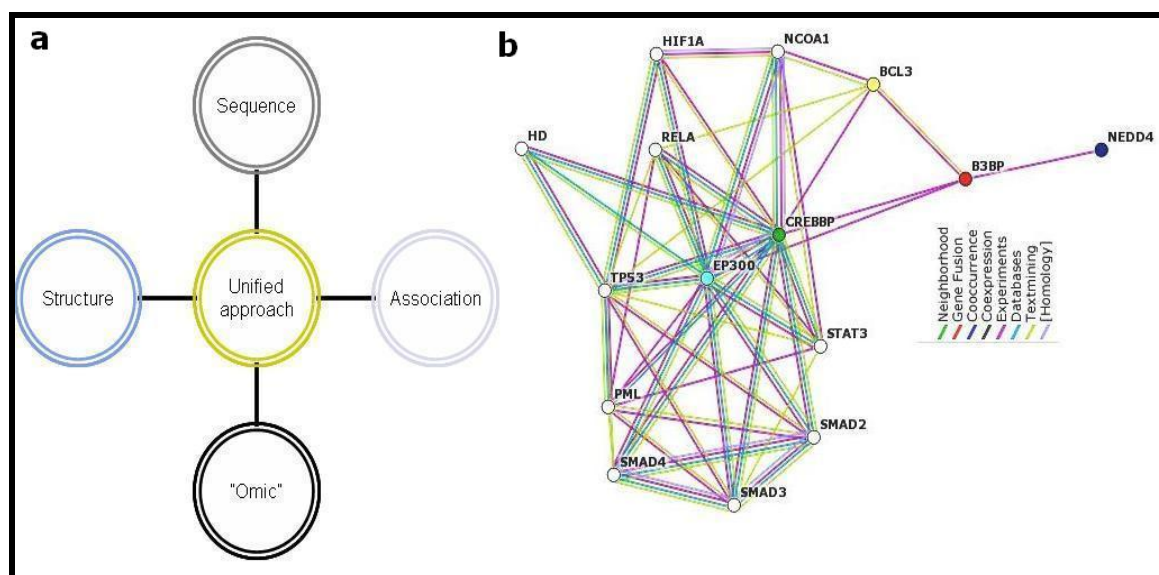 a
Sequence
Structure
Unified
approach
Association
"Omic"
b
HIF1A
NCOA1
BCL3
HD
RELA
NEDD4
B3BP
CREBBP
EP300
TP53
STAT3
PML
SMAD2
SMAD4
SMAD3
Neighborhood
Gene Fusion
Cooccurrence
Coexpression
Experiments
Databases
Textmining
[Homology]